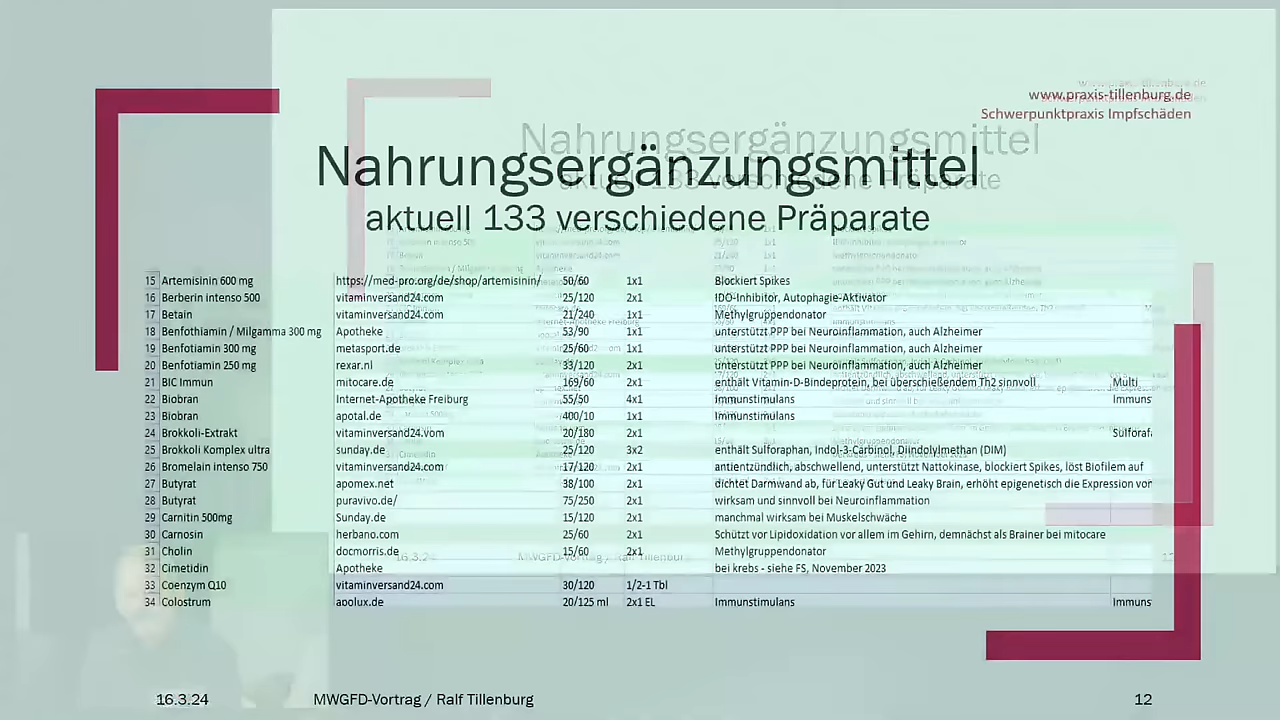 www.praxis-tillenburg.de
Schwerpunktpraxis Impfschäden
Nahrungsergänzungsmittel
aktuell 133 verschiedene Präparate
15 Artemisinin 600 mg https://med-pro.org/de/shop/artemisinin/ 50/60 1x1 Blockiert Spikes
16 Berberin intenso 500 vitaminversand24.com 25/120 2x1 IDO-Inhibitor, Autophagie-Aktivator
17 Betain vitaminversand24.com 21/240 1x1 Methylgruppendonator
18 Benfothiamin / Milgamma 300 mg Apotheke 53/90 1x1 unterstützt PPP bei Neuroinflammation, auch Alzheimer
19 Benfotiamin 300 mg metasport.de 25/60 1x1 unterstützt PPP bei Neuroinflammation, auch Alzheimer
20 Benfotiamin 250 mg rexar.nl 33/120 2x1 unterstützt PPP bei Neuroinflammation, auch Alzheimer
21 BIC Immun mitocare.de 169/60 2x1 enthält Vitamin-D-Bindeprotein, bei überschießendem Th2 sinnvoll Multi
22 Biobran Internet-Apotheke Freiburg 55/50 4x1 Immunstimulans Immuns
23 Biobran apotal.de 400/10 1x1 Immunstimulans
24 Brokkoli-Extrakt vitaminversand24.vom 20/180 2x1 Sulforaf
25 Brokkoli Komplex ultra sunday.de 25/120 3x2 enthält Sulforaphan, Indol-3-Carbinol, Diindolylmethan (DIM)
26 Bromelain intenso 750 vitaminversand24.com 17/120 2x1 antientzündlich, abschwellend, unterstützt Nattokinase, blockiert Spikes, löst Biofilem auf
27 Butyrat apomex.net 38/100 2x1 dichtet Darmwand ab, für Leaky Gut und Leaky Brain, erhöht epigenetisch die Expression von
28 Butyrat puravivo.de/ 75/250 2x1 wirksam und sinnvoll bei Neuroinflammation
29 Carnitin 500mg Sunday.de 15/120 2x1 manchmal wirksam bei Muskelschwäche
30 Carnosin herbano.com 25/60 2x1 Schützt vor Lipidoxidation vor allem im Gehirn, demnächst als Brainer bei mitocare
31 Cholin docmorris.de 15/60 2x1 Methylgruppendonator
32 Cimetidin Apotheke bei krebs - siehe FS, November 2023
33 Coenzym Q10 vitaminversand24.com 30/120 1/2-1 Tbl
34 Colostrum apolux.de 20/125 ml 2x1 EL Immunstimulans Immuns
16.3.24 MWGFD-Vortrag / Ralf Tillenburg 12